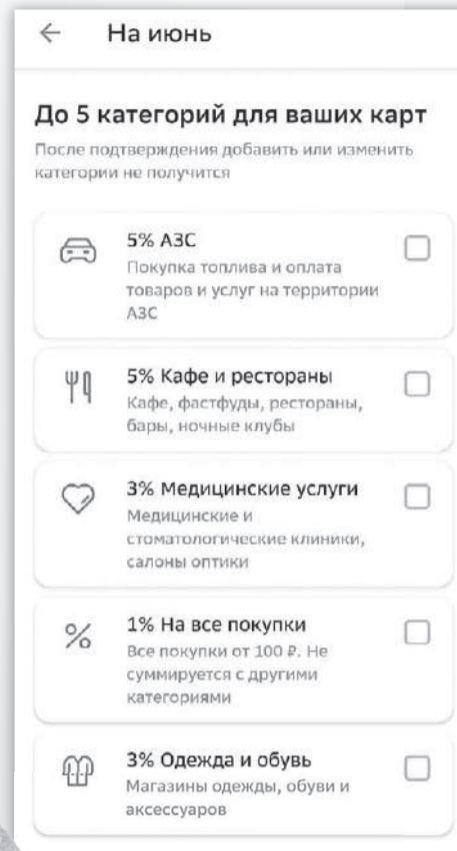 На июнь
До 5 категорий для ваших карт
После подтверждения добавить или изменить
категории не получится
5% АЗС
Покупка топлива и оплата
товаров и услуг на территории
АЗС
5% Кафе и рестораны
Кафе, фастфуды, рестораны,
бары, ночные клубы
3% Медицинские услуги
Медицинские и
стоматологические клиники,
салоны оптики
1% На все покупки
Все покупки от 100 ₽. Не
суммируется с другими
категориями
3% Одежда и обувь
Магазины одежды, обуви и
аксессуаров